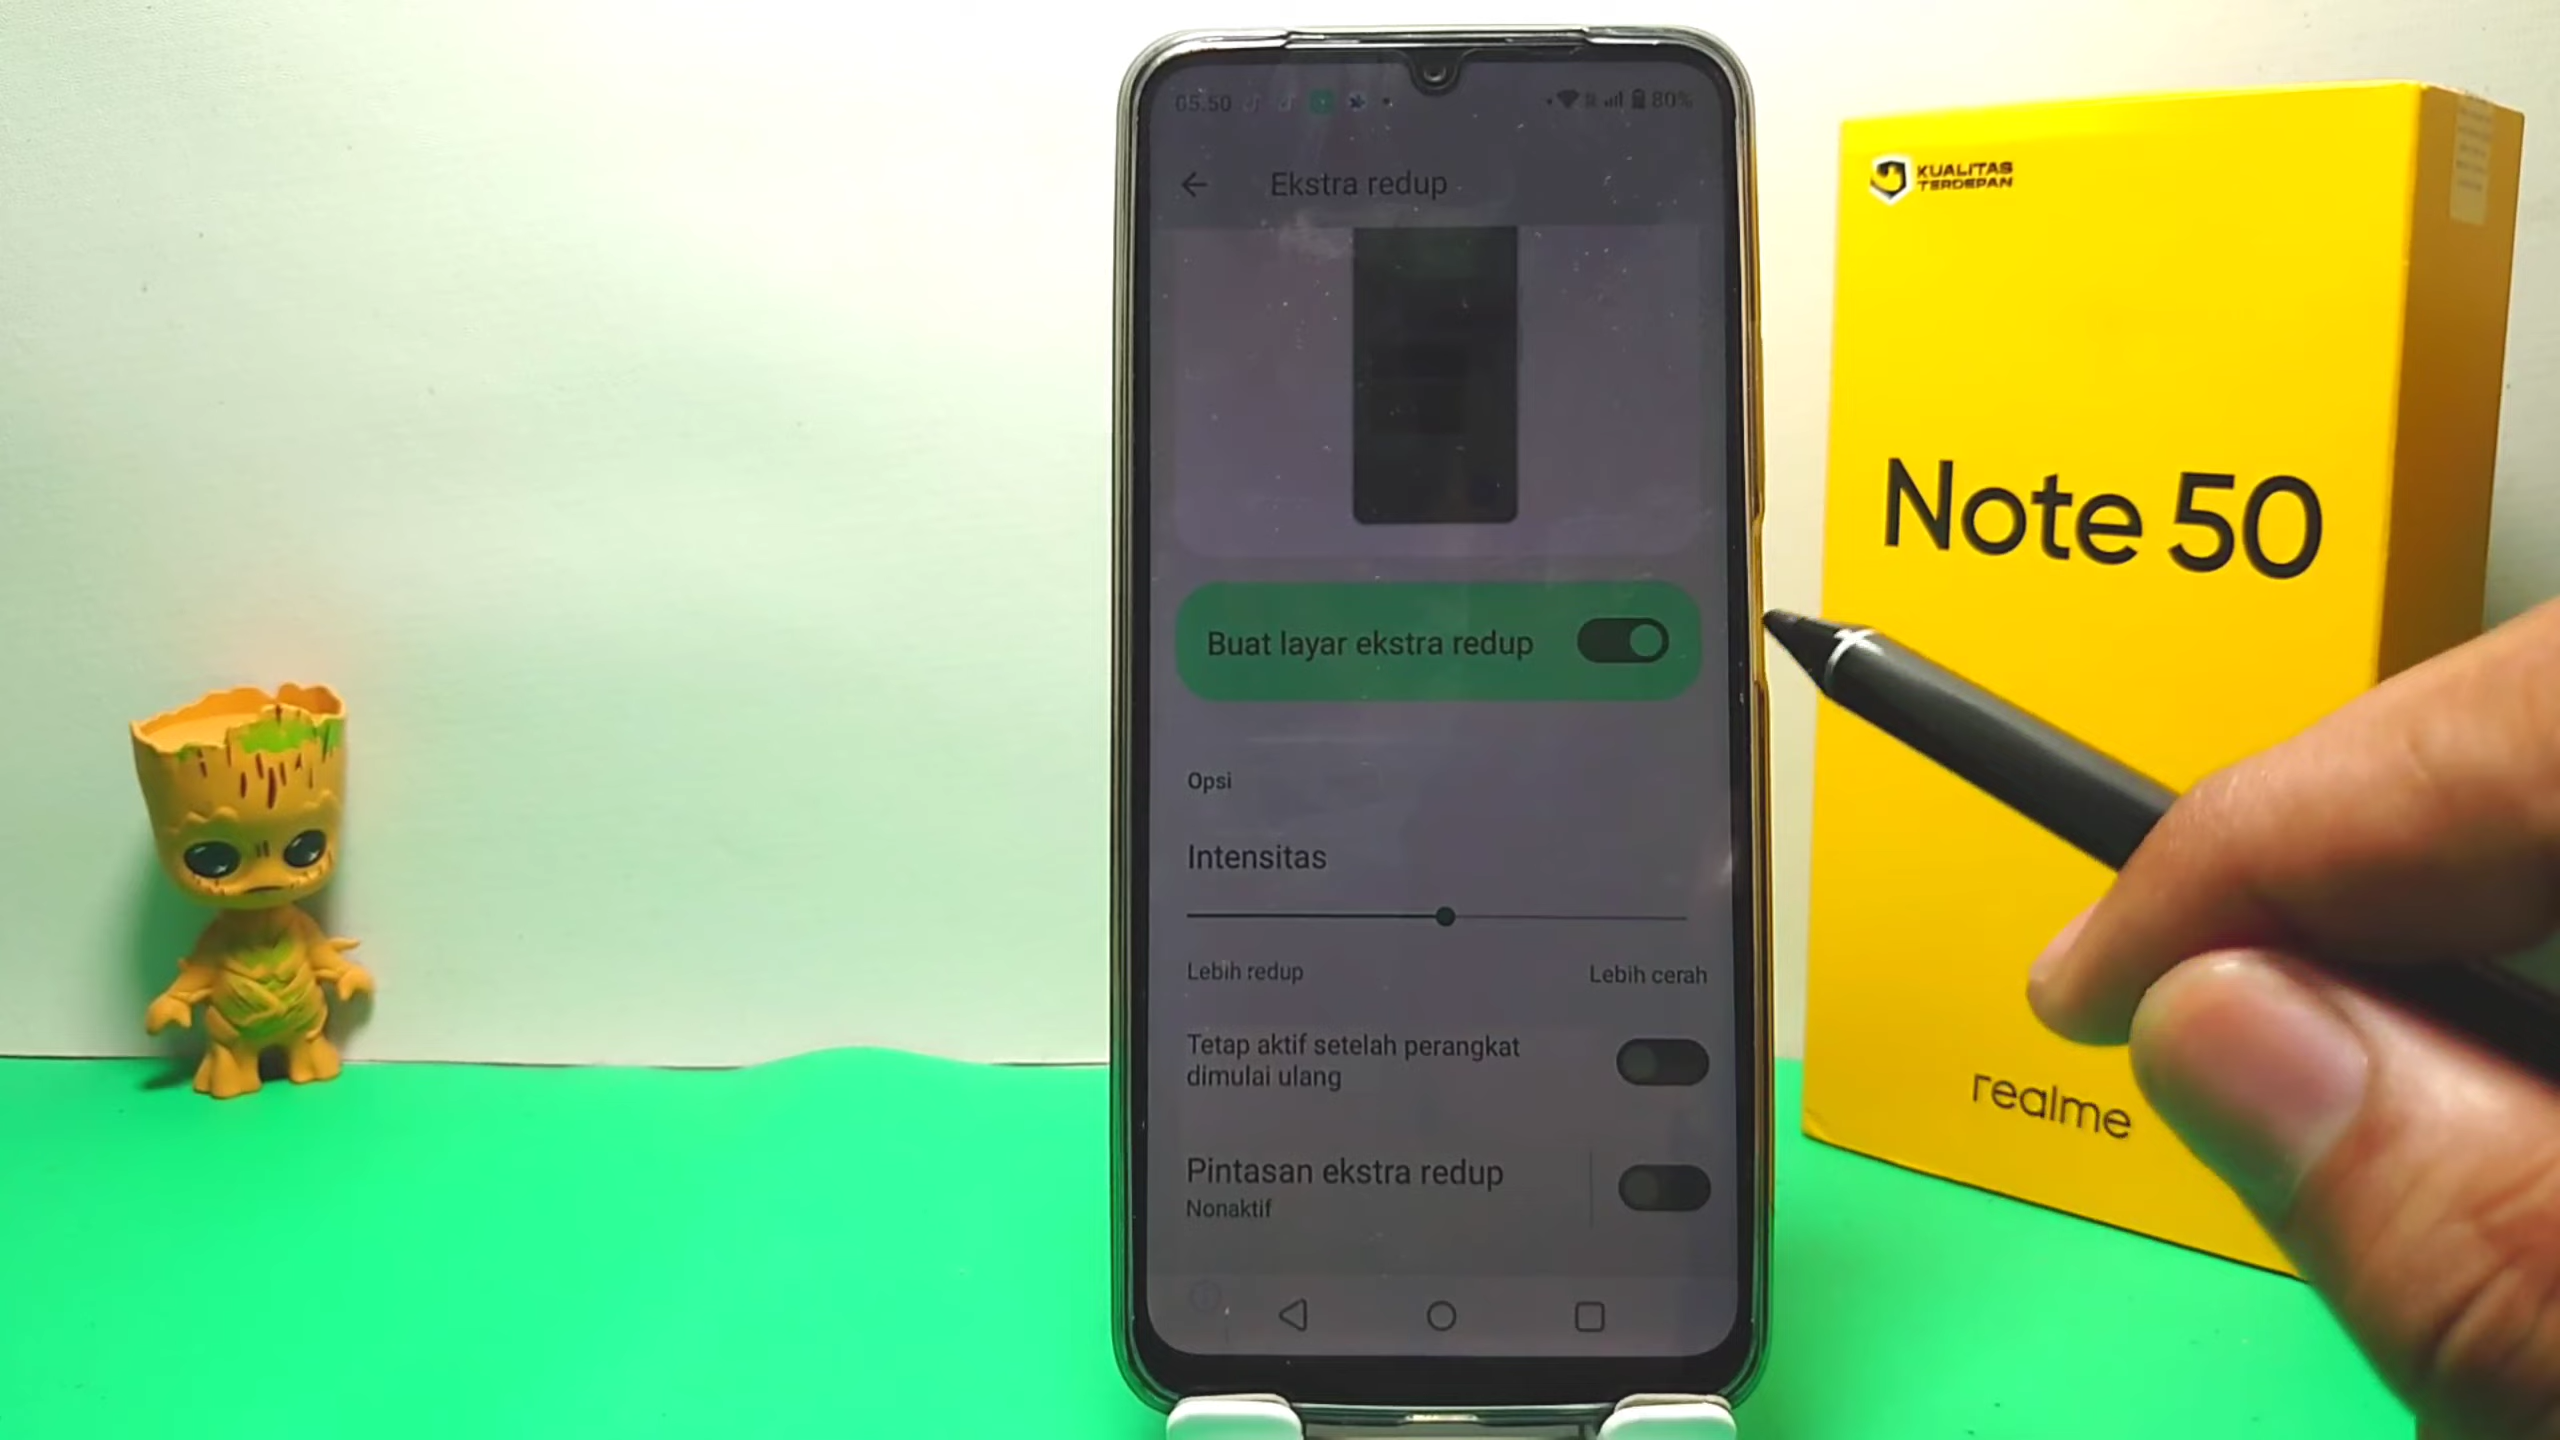 05.50
80%
Ekstra redup
Buat layar ekstra redup
Opsi
Intensitas
Lebih redup
Lebih cerah
Tetap aktif setelah perangkat
dimulai ulang
Pintasan ekstra redup
Nonaktif
KUALITAS
TERDEPAN
Note 50
realme